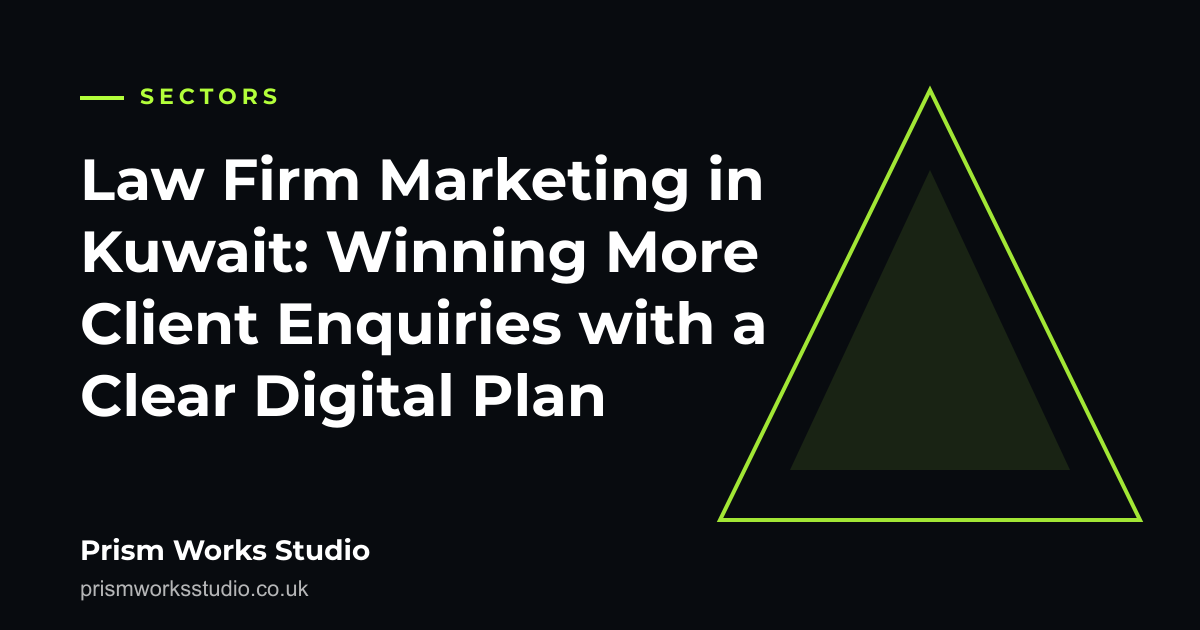 SECTORS
Law Firm Marketing in
Kuwait: Winning More
Client Enquiries with a
Clear Digital Plan
Prism Works Studio
prismworksstudio.co.uk